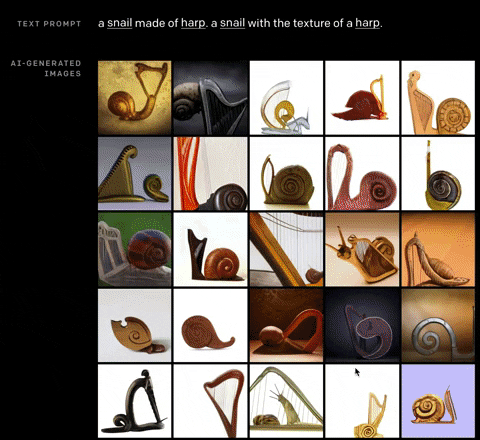 TEXT PROMPT
a snail made of harp. a snail with the texture of a harp.
AI-GENERATED
IMAGES